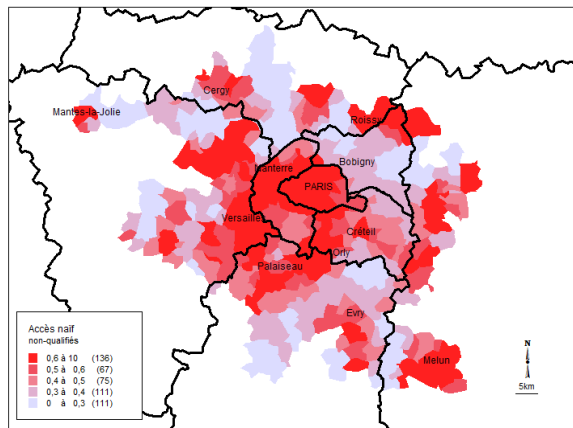 Cergy
Mantes-la-Jolie
Roissy
Bobigny
Nanterre
PARIS
Versailles
Créteil
Orly
Palaiseau
Evry
Melun
Accès naïf
non-qualifiés
0,6 à 10 (136)
0,5 à 0,6 (67)
0,4 à 0,5 (75)
0,3 à 0,4 (111)
0 à 0,3 (111)
N
5km